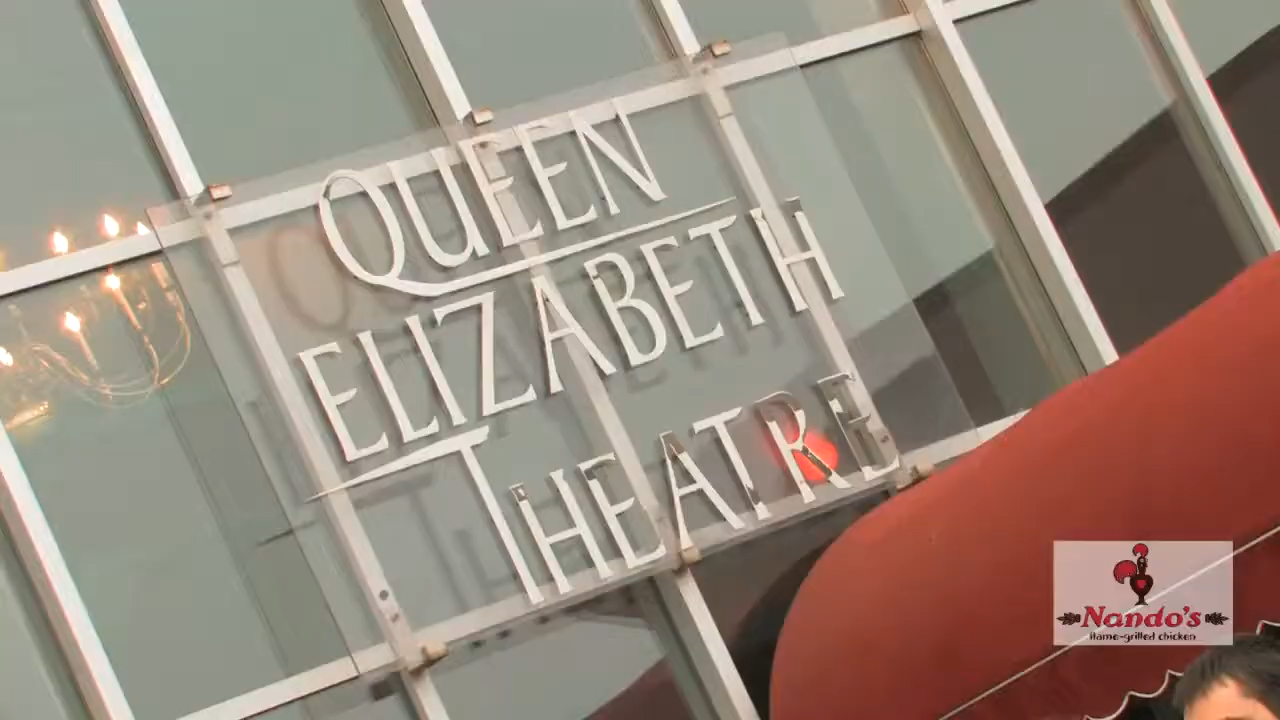 QUEEN
ELIZABETH
THEATRE
Nando's
flame-grilled chicken